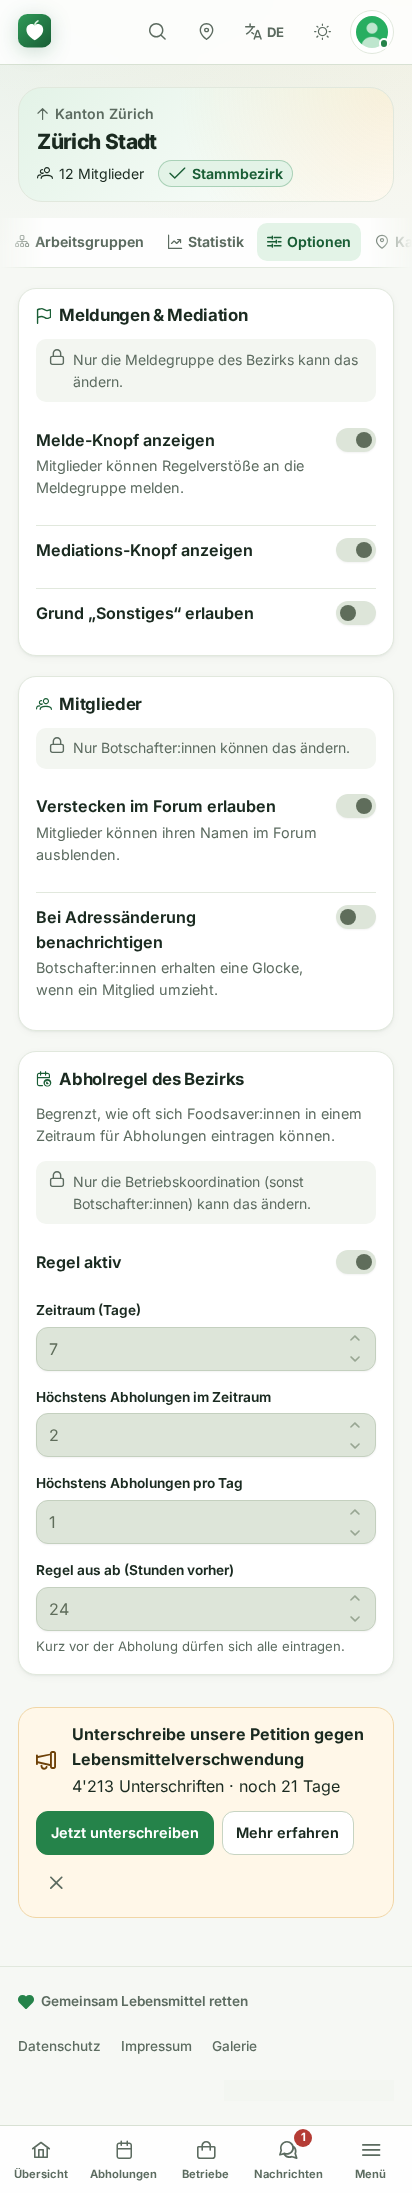 DE
Kanton Zürich
Zürich Stadt
12 Mitglieder
Stammbezirk
Arbeitsgruppen
Statistik
Optionen
Meldungen & Mediation
Nur die Meldegruppe des Bezirks kann das
ändern.
Melde-Knopf anzeigen
Mitglieder können Regelverstöße an die
Meldegruppe melden.
Mediations-Knopf anzeigen
Grund „Sonstiges“ erlauben
Mitglieder
Nur Botschafter:innen können das ändern.
Verstecken im Forum erlauben
Mitglieder können ihren Namen im Forum
ausblenden.
Bei Adressänderung
benachrichtigen
Botschafter:innen erhalten eine Glocke,
wenn ein Mitglied umzieht.
Abholregel des Bezirks
Begrenzt, wie oft sich Foodsaver:innen in einem
Zeitraum für Abholungen eintragen können.
Nur die Betriebskoordination (sonst
Botschafter:innen) kann das ändern.
Regel aktiv
Zeitraum (Tage)
7
Höchstens Abholungen im Zeitraum
2
Höchstens Abholungen pro Tag
1
Regel aus ab (Stunden vorher)
24
Kurz vor der Abholung dürfen sich alle eintragen.
Unterschreibe unsere Petition gegen
Lebensmittelverschwendung
4'213 Unterschriften · noch 21 Tage
Jetzt unterschreiben
Mehr erfahren
Gemeinsam Lebensmittel retten
Datenschutz
Impressum
Galerie
1
Übersicht
Abholungen
Betriebe
Nachrichten
Menü